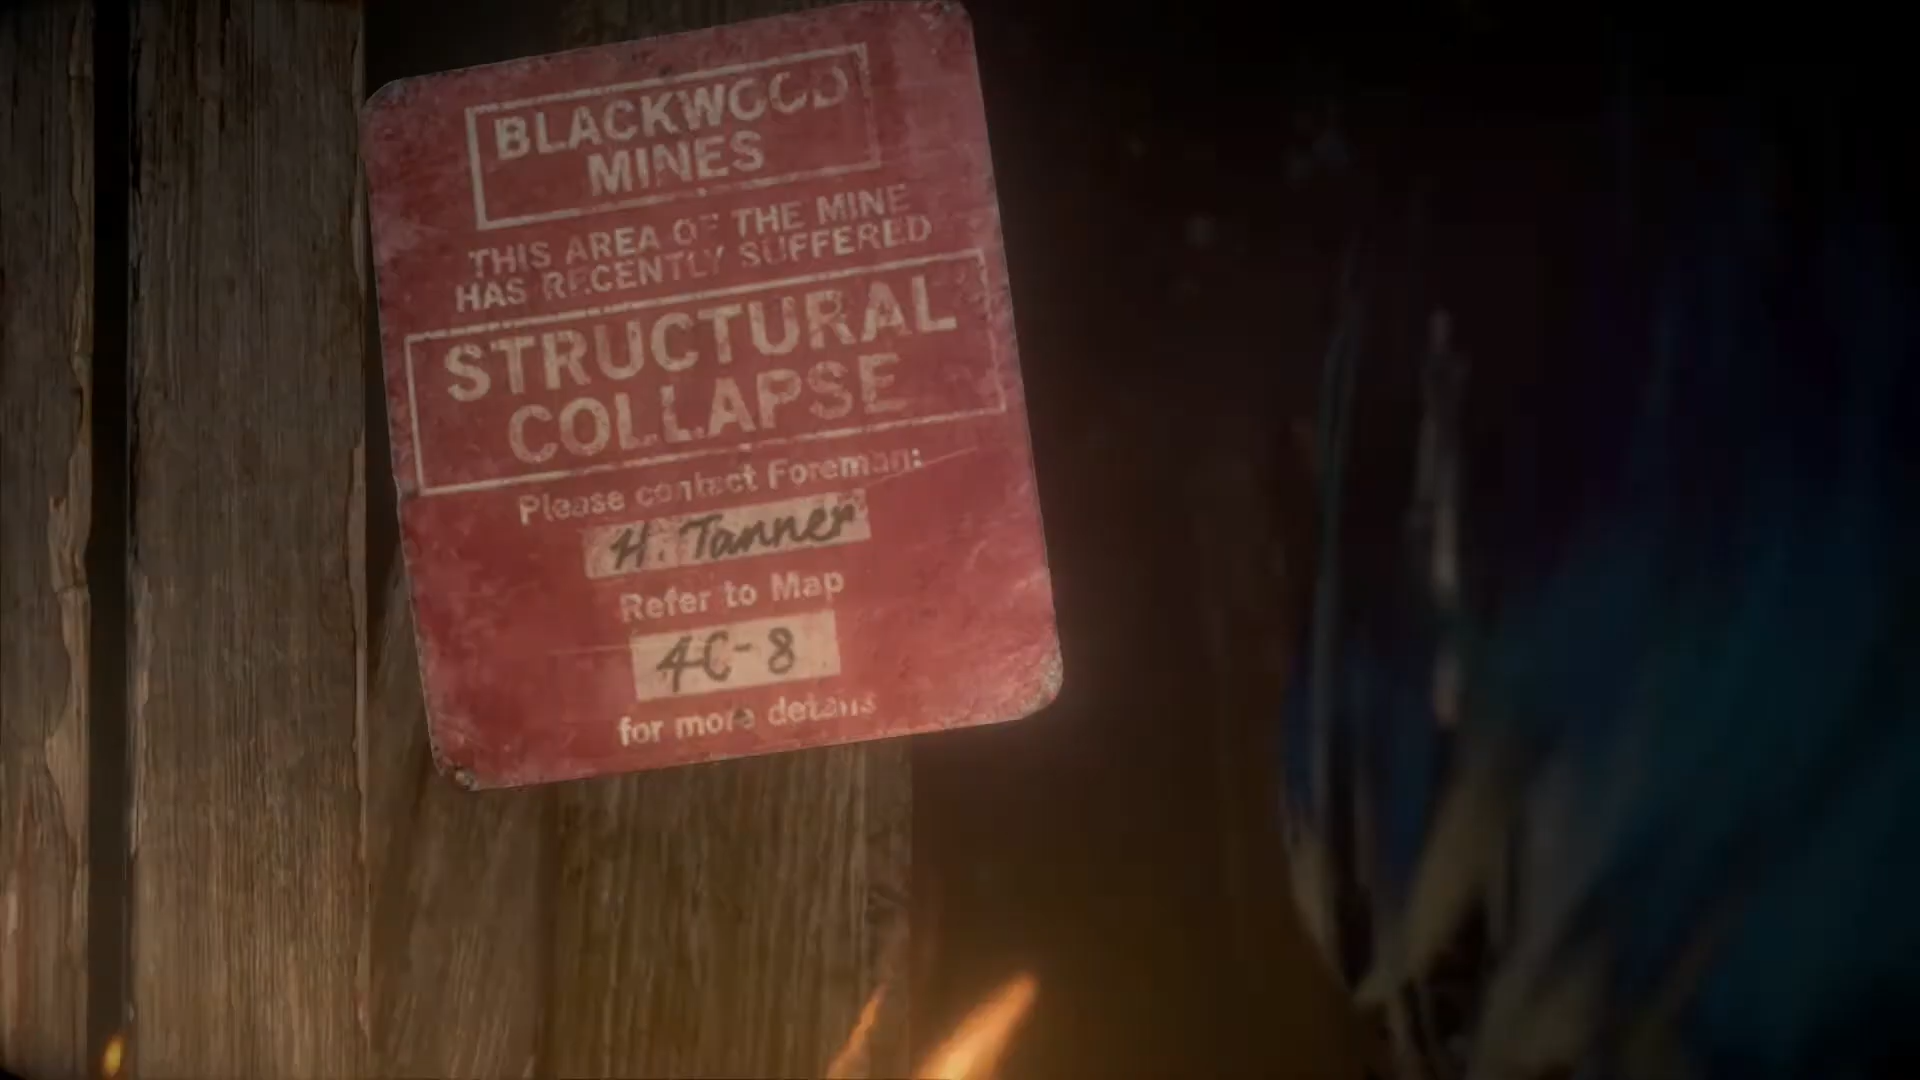 BLACKWOOD
MINES
THIS AREA OF THE MINE
HAS RECENTLY SUFFERED
STRUCTURAL
COLLAPSE
Please contact Foreman:
H. Tanner
Refer to Map
4C-8
for more details